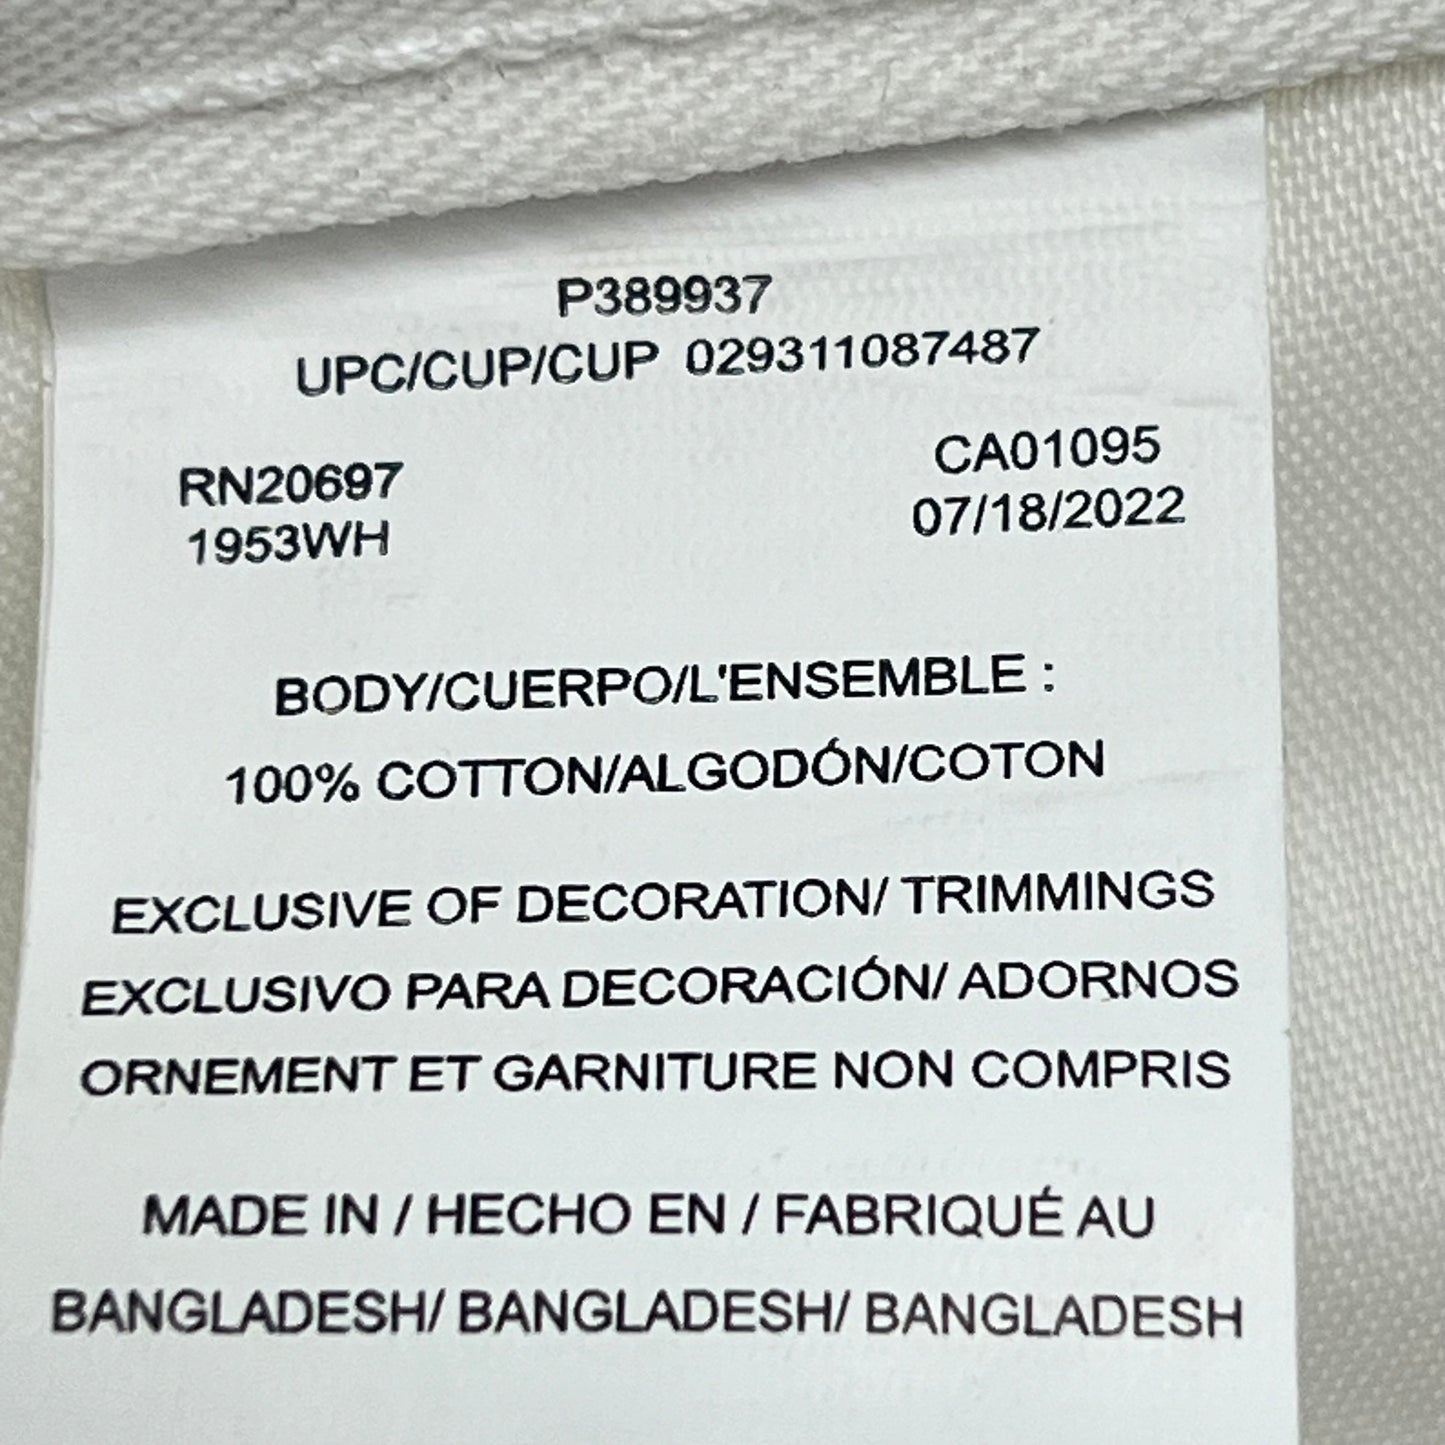 P389937
UPC/CUP/CUP 029311087487
RN20697
1953WH
CA01095
07/18/2022
BODY/CUERPO/L'ENSEMBLE :
100% COTTON/ALGODÓN/COTON
EXCLUSIVE OF DECORATION/ TRIMMINGS
EXCLUSIVO PARA DECORACIÓN/ ADORNOS
ORNEMENT ET GARNITURE NON COMPRIS
MADE IN / HECHO EN / FABRIQUÉ AU
BANGLADESH/ BANGLADESH/ BANGLADESH